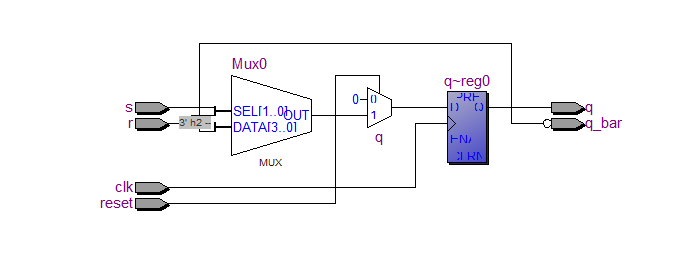 Mux0
q~reg0
PRE
s
SEL[1..0]
OUT
0
0
D
Q
q
r
3' h2 --
DATA[3..0]
1
q_bar
q
ENA
MUX
CLRN
clk
reset